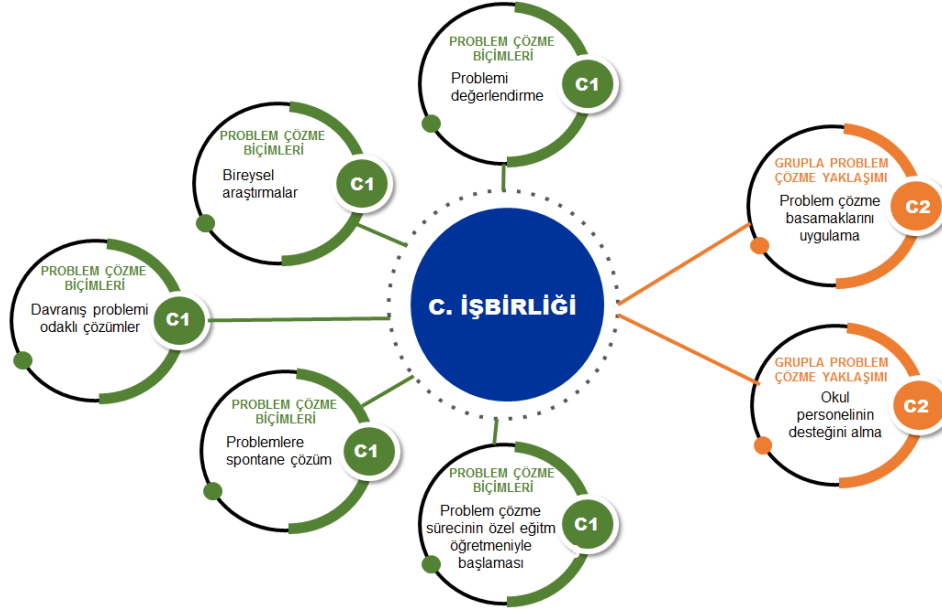 PROBLEM ÇÖZME
BİÇİMLERİ
Problemi
değerlendirme
C1
PROBLEM ÇÖZME
BİÇİMLERİ
Bireysel
araştırmalar
C1
PROBLEM ÇÖZME
BİÇİMLERİ
Davranış problemi
odaklı çözümler
C1
PROBLEM ÇÖZME
BİÇİMLERİ
Problemlere
spontane çözüm
C1
PROBLEM ÇÖZME
BİÇİMLERİ
Problem çözme
sürecinin özel eğitm
öğretmeniyle
başlaması
C1
C. İŞBİRLİĞİ
GRUPLA PROBLEM
ÇÖZME YAKLAŞIMI
Problem çözme
basamaklarını
uygulama
C2
GRUPLA PROBLEM
ÇÖZME YAKLAŞIMI
Okul
personelinin
desteğini alma
C2